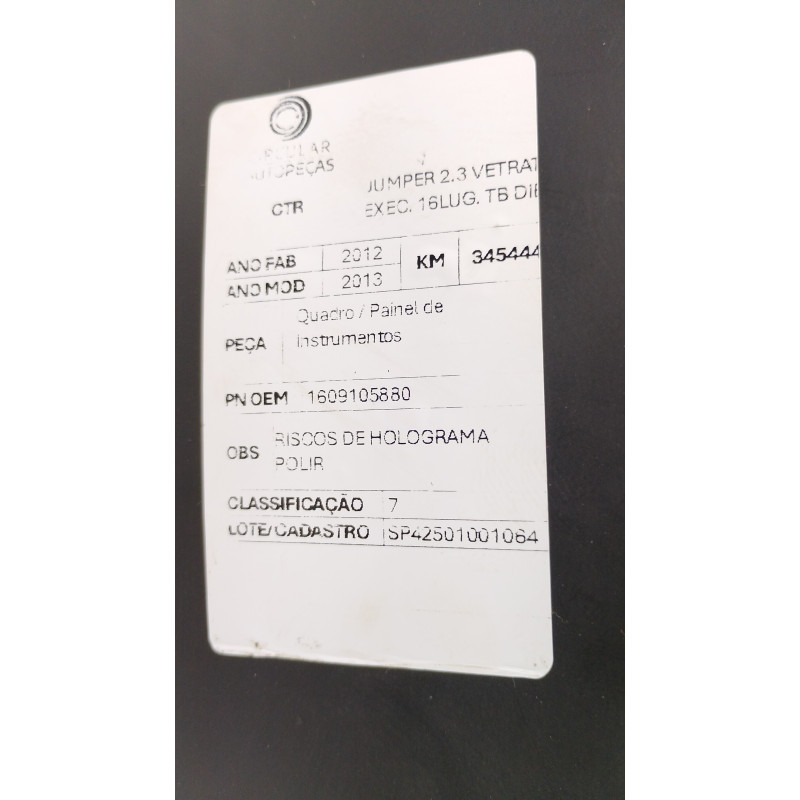 CIRCULAR
AUTOPEÇAS
CTR
JUMPER 2.3 VETRAT
EXEC. 16LUG. TB DIE
ANO FAB 2012
KM 345444
ANO MOD 2013
PEÇA Quadro / Painel de
Instrumentos
PN OEM 1609105880
OBS RISCOS DE HOLOGRAMA
POLIR
CLASSIFICAÇÃO 7
LOTE/CADASTRO SP42501001064